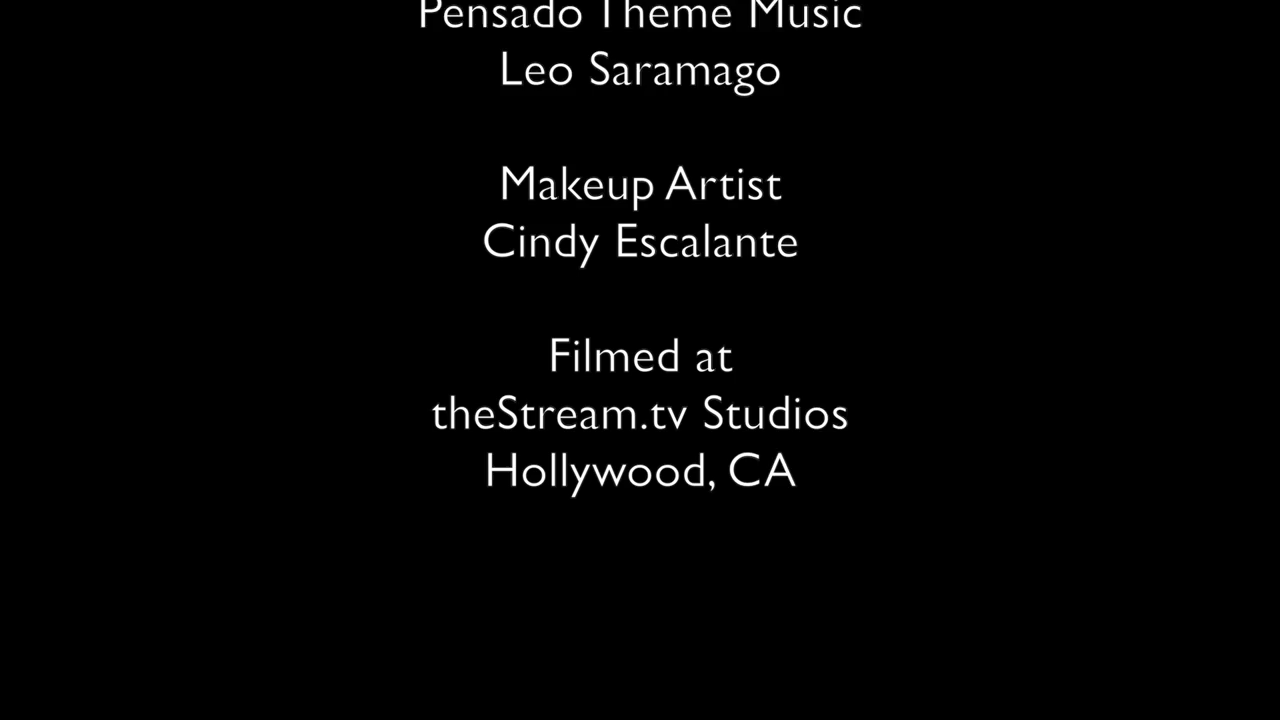 Pensado Theme Music
Leo Saramago
Makeup Artist
Cindy Escalante
Filmed at
theStream.tv Studios
Hollywood, CA